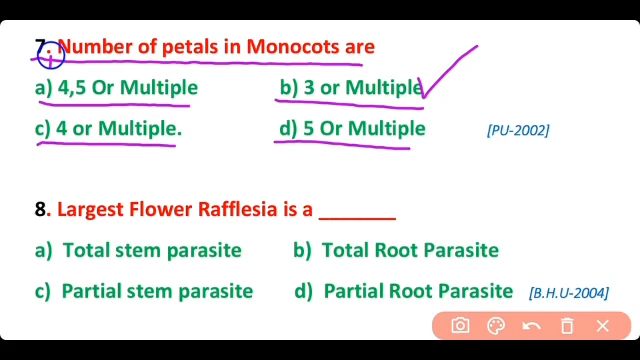 7. Number of petals in Monocots are
a) 4,5 Or Multiple b) 3 or Multiple
c) 4 or Multiple. d) 5 Or Multiple [PU-2002]
8. Largest Flower Rafflesia is a ________
a) Total stem parasite b) Total Root Parasite
c) Partial stem parasite d) Partial Root Parasite [B.H.U-2004]